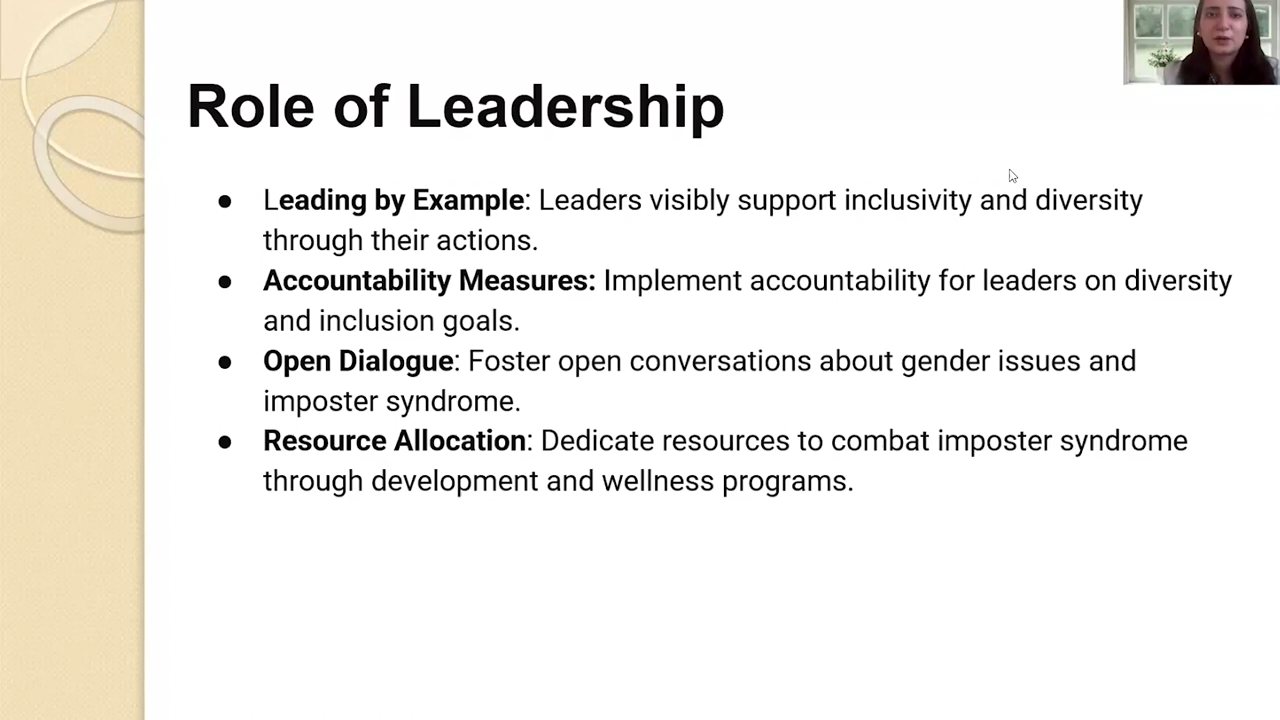 Role of Leadership
● Leading by Example: Leaders visibly support inclusivity and diversity
through their actions.
● Accountability Measures: Implement accountability for leaders on diversity
and inclusion goals.
● Open Dialogue: Foster open conversations about gender issues and
imposter syndrome.
● Resource Allocation: Dedicate resources to combat imposter syndrome
through development and wellness programs.